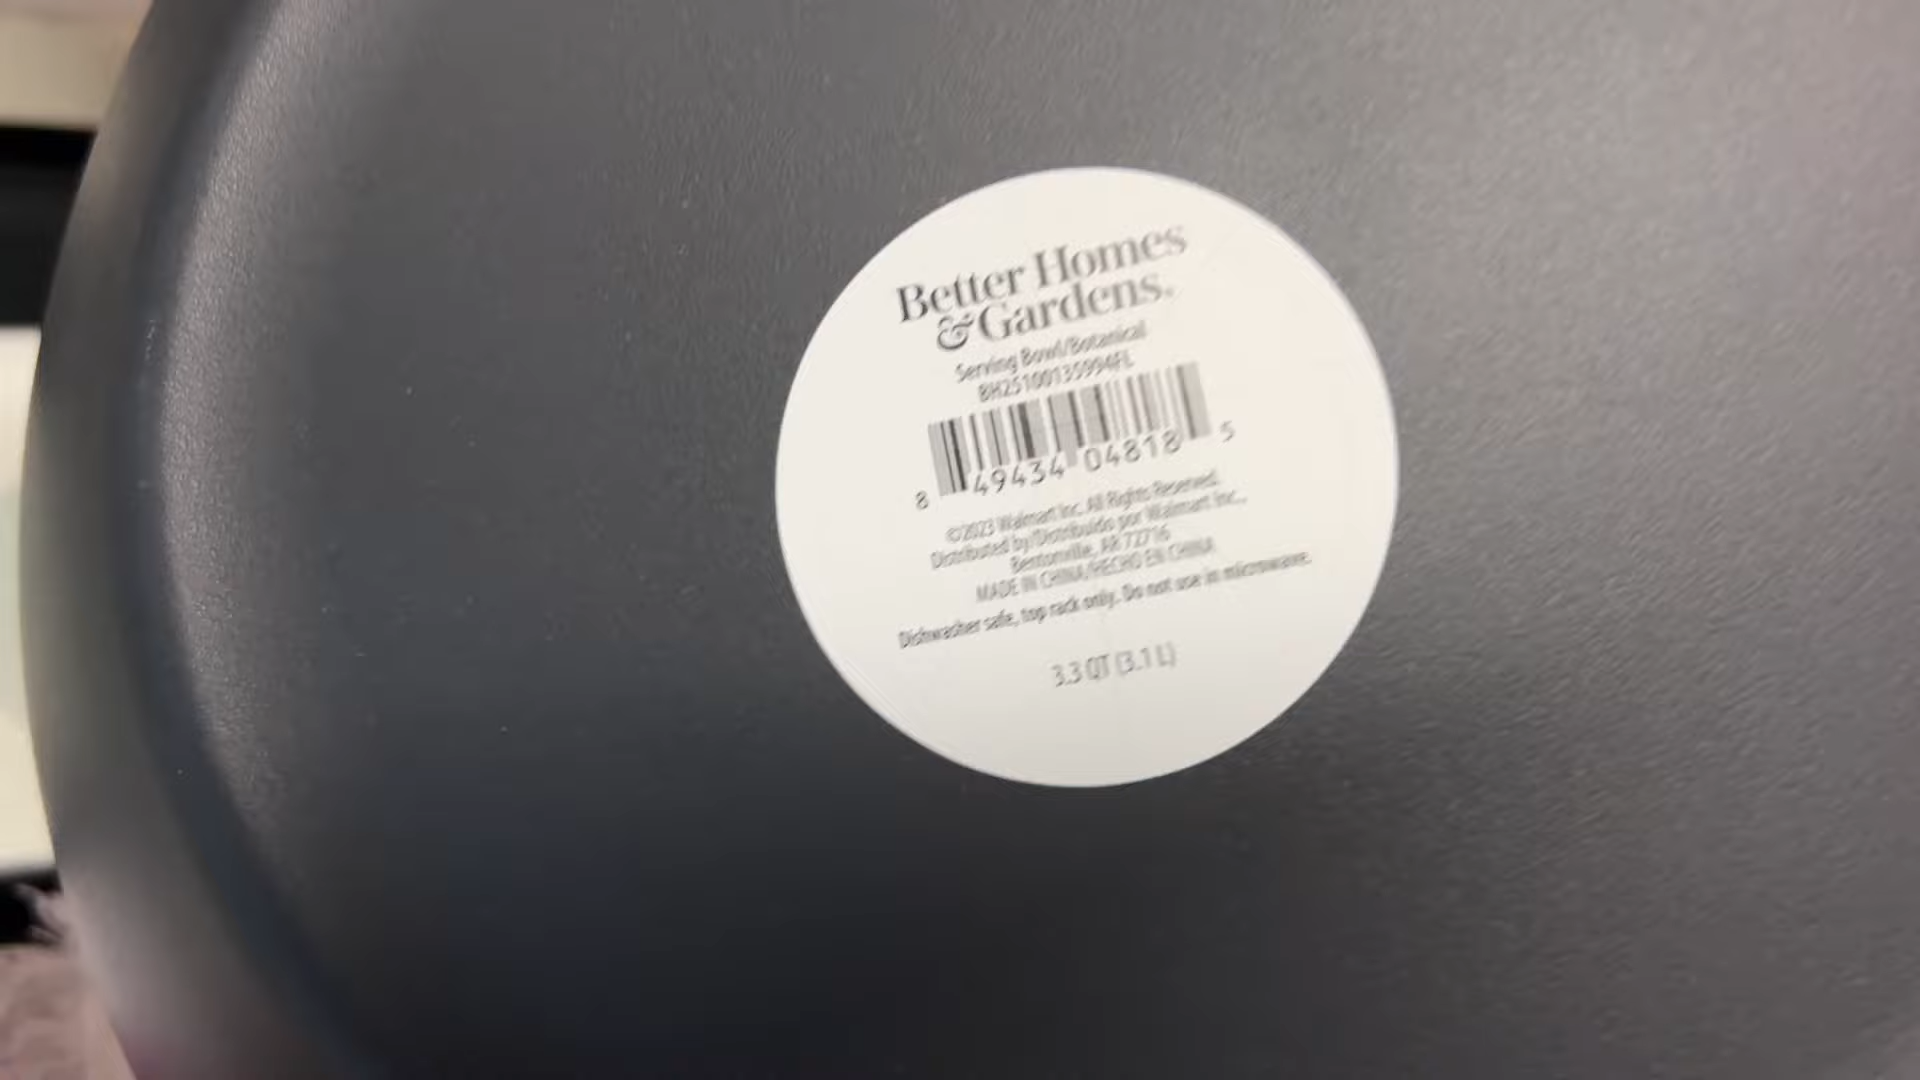 Better Homes
&Gardens.
Serving Bowl/Botanical
BH25100135994FL
8 49434 04818 5
©2023 Walmart Inc. All Rights Reserved.
Distributed by/Distribuido por Walmart Inc.,
Bentonville, AR 72716
MADE IN CHINA/HECHO EN CHINA
Dishwasher safe, top rack only. Do not use in microwave.
3.3 QT (3.1 L)